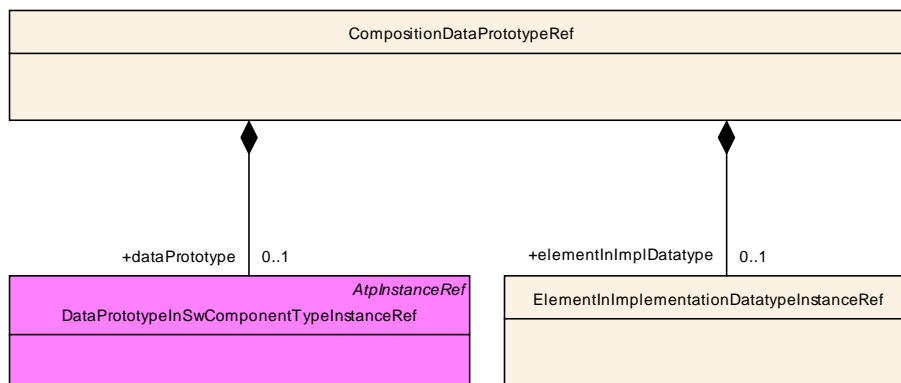 CompositionDataPrototypeRef
+dataPrototype 0..1
+elementInImplDatatype 0..1
AtpInstanceRef
DataPrototypeInSwComponentTypeInstanceRef
ElementInImplementationDatatypeInstanceRef